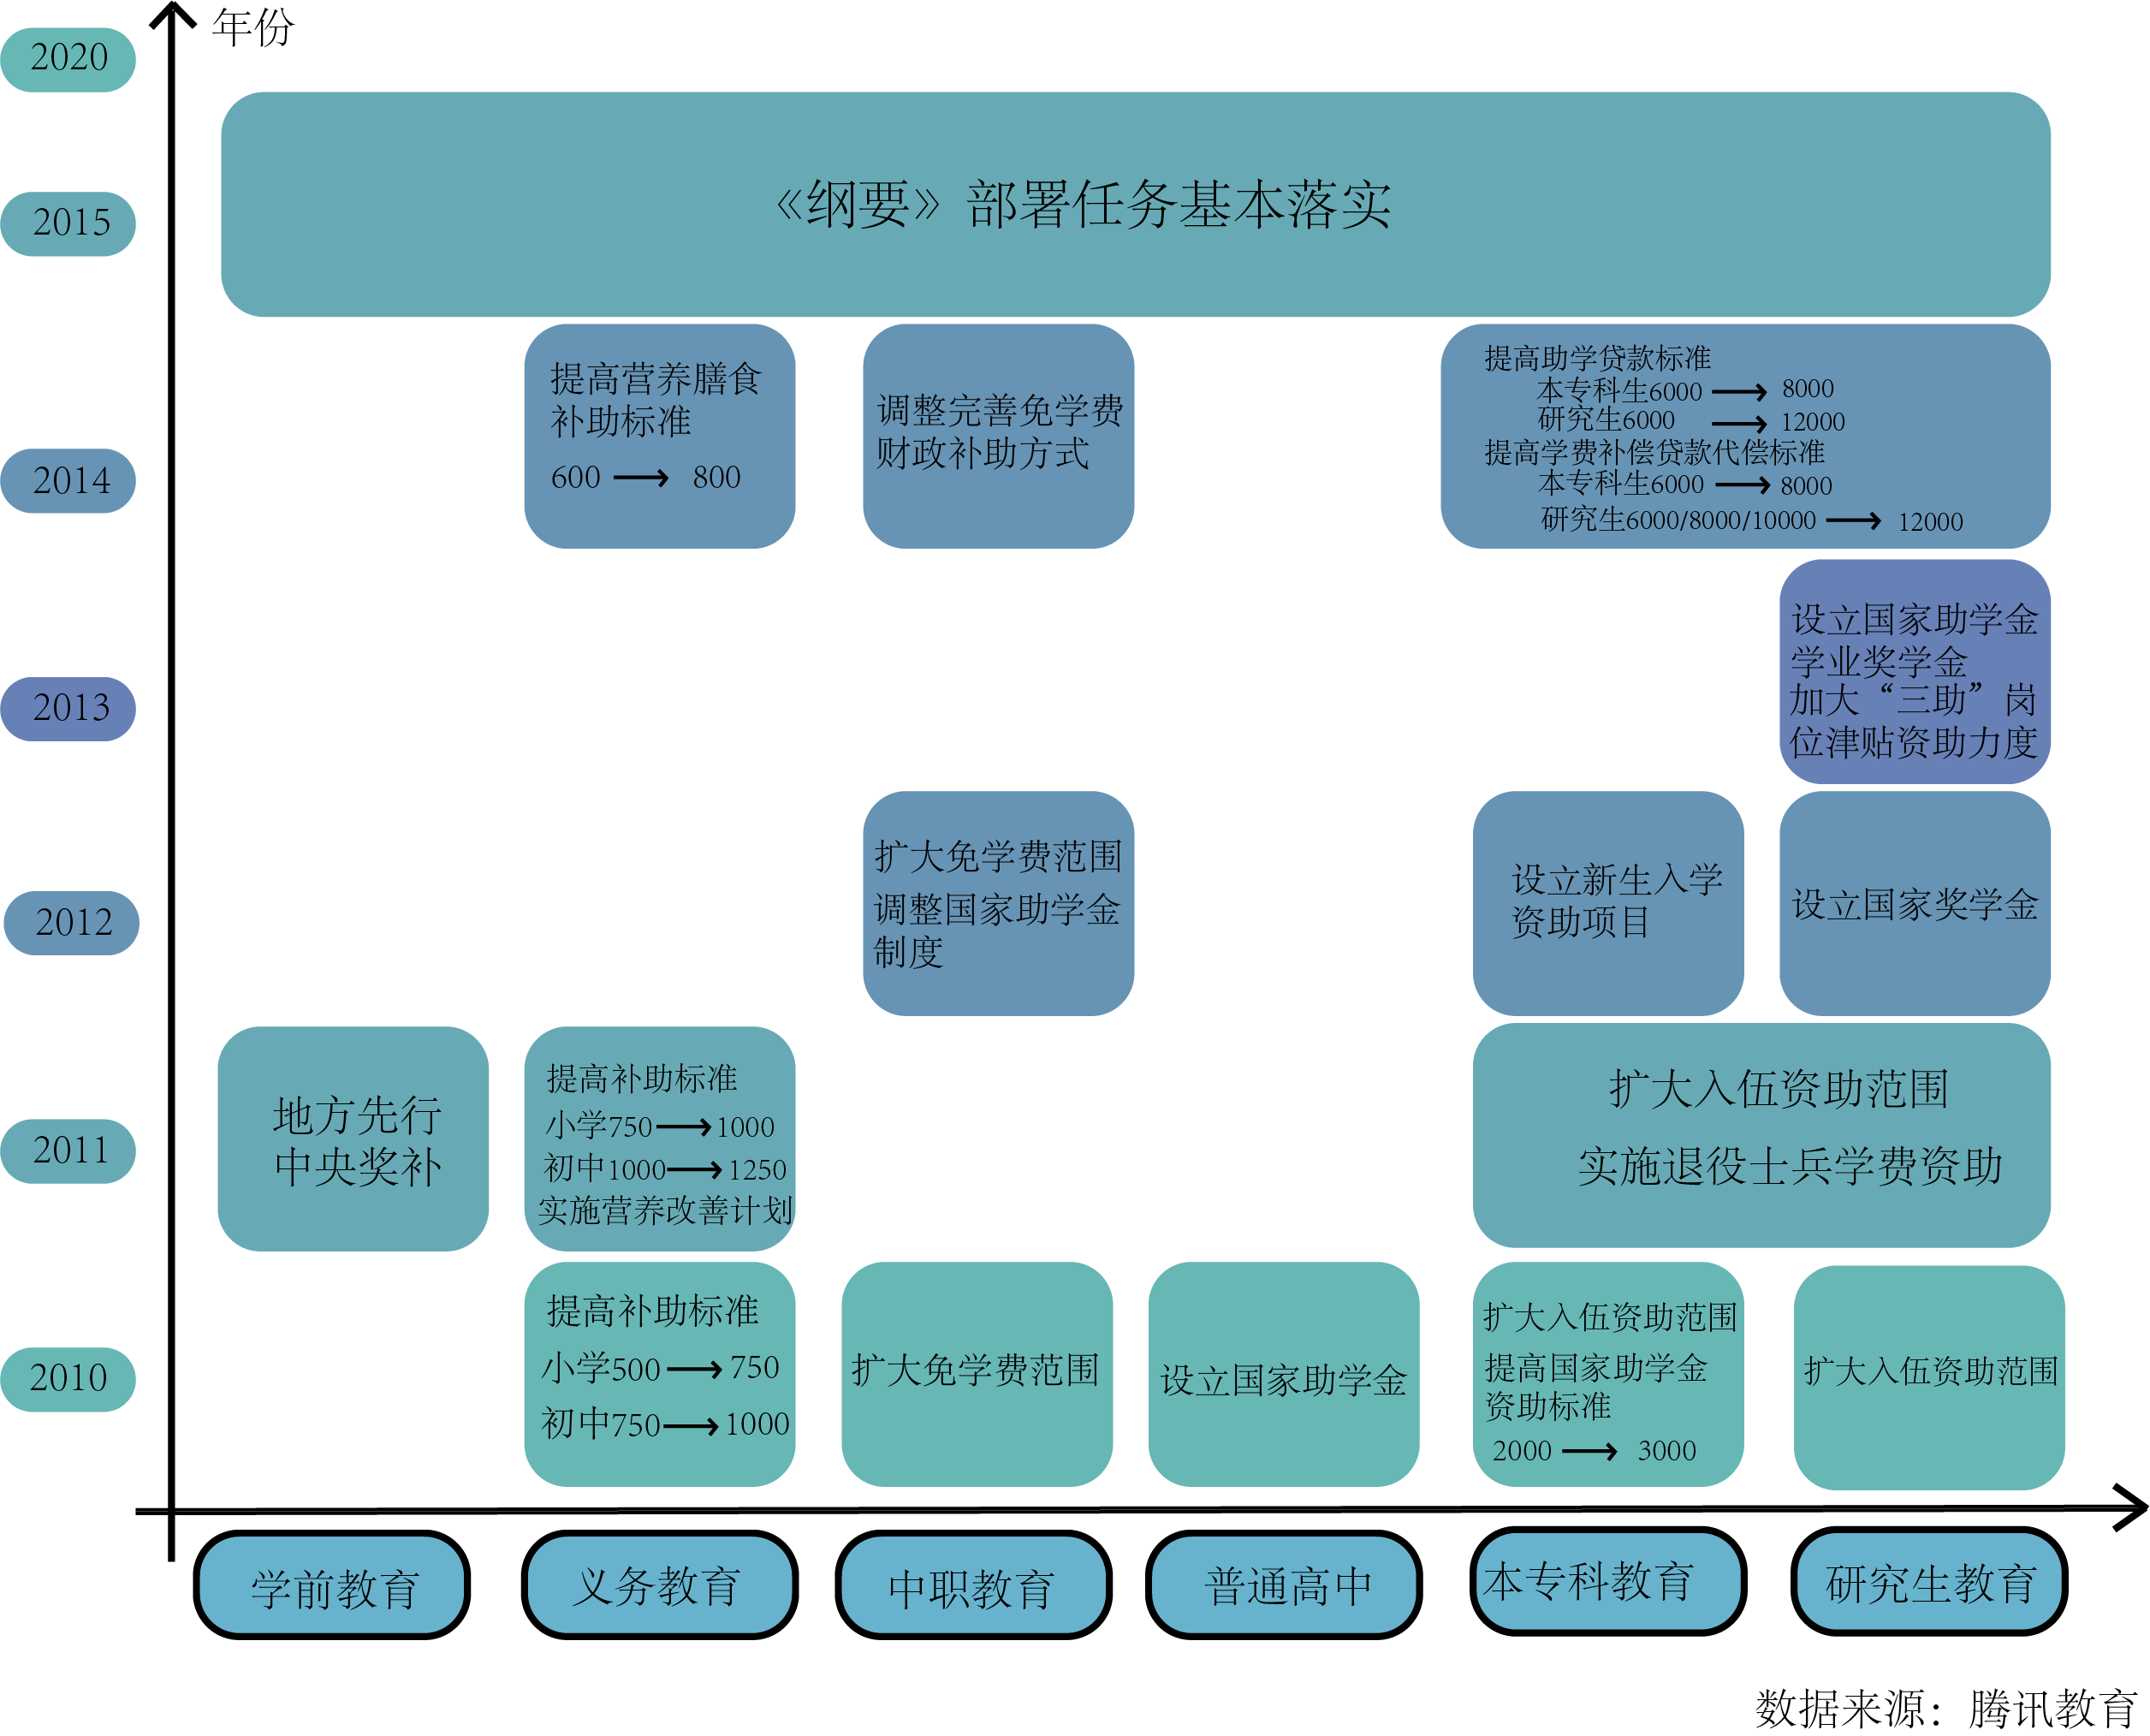 年份
2020
2015
《纲要》部署任务基本落实
2014
提高营养膳食
补助标准
600 → 800
调整完善免学费
财政补助方式
提高助学贷款标准
本专科生6000 → 8000
研究生6000 → 12000
提高学费补偿贷款代偿标准
本专科生6000 → 8000
研究生6000/8000/10000 → 12000
2013
设立国家助学金
学业奖学金
加大“三助”岗
位津贴资助力度
2012
扩大免学费范围
调整国家助学金
制度
设立新生入学
资助项目
设立国家奖学金
2011
地方先行
中央奖补
提高补助标准
小学750 → 1000
初中1000 → 1250
实施营养改善计划
扩大入伍资助范围
实施退役士兵学费资助
2010
提高补助标准
小学500 → 750
初中750 → 1000
扩大免学费范围
设立国家助学金
扩大入伍资助范围
提高国家助学金
资助标准
2000 → 3000
扩大入伍资助范围
学前教育
义务教育
中职教育
普通高中
本专科教育
研究生教育
数据来源：腾讯教育